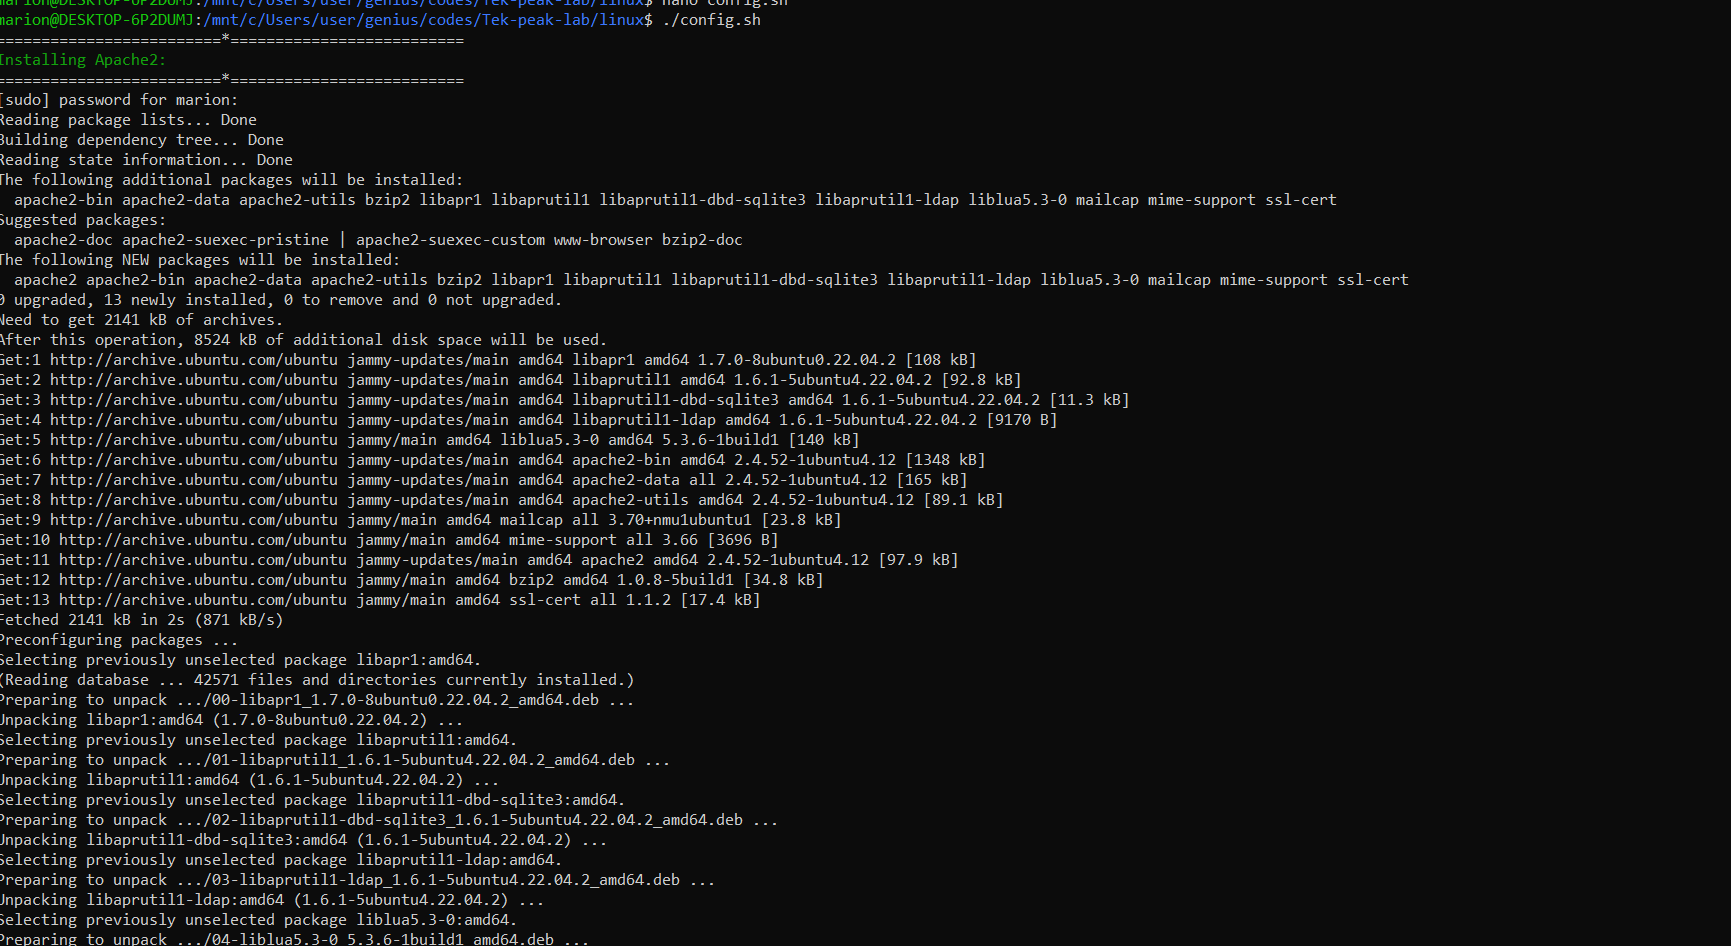 marion@DESKTOP-6P2DUMJ:/mnt/c/Users/user/genius/codes/Tek-peak-lab/linux$ nano config.sh
marion@DESKTOP-6P2DUMJ:/mnt/c/Users/user/genius/codes/Tek-peak-lab/linux$ ./config.sh
=========================*==========================
Installing Apache2:
=========================*==========================
[sudo] password for marion:
Reading package lists... Done
Building dependency tree... Done
Reading state information... Done
The following additional packages will be installed:
  apache2-bin apache2-data apache2-utils bzip2 libapr1 libaprutil1 libaprutil1-dbd-sqlite3 libaprutil1-ldap liblua5.3-0 mailcap mime-support ssl-cert
Suggested packages:
  apache2-doc apache2-suexec-pristine | apache2-suexec-custom www-browser bzip2-doc
The following NEW packages will be installed:
  apache2 apache2-bin apache2-data apache2-utils bzip2 libapr1 libaprutil1 libaprutil1-dbd-sqlite3 libaprutil1-ldap liblua5.3-0 mailcap mime-support ssl-cert
0 upgraded, 13 newly installed, 0 to remove and 0 not upgraded.
Need to get 2141 kB of archives.
After this operation, 8524 kB of additional disk space will be used.
Get:1 http://archive.ubuntu.com/ubuntu jammy-updates/main amd64 libapr1 amd64 1.7.0-8ubuntu0.22.04.2 [108 kB]
Get:2 http://archive.ubuntu.com/ubuntu jammy-updates/main amd64 libaprutil1 amd64 1.6.1-5ubuntu4.22.04.2 [92.8 kB]
Get:3 http://archive.ubuntu.com/ubuntu jammy-updates/main amd64 libaprutil1-dbd-sqlite3 amd64 1.6.1-5ubuntu4.22.04.2 [11.3 kB]
Get:4 http://archive.ubuntu.com/ubuntu jammy-updates/main amd64 libaprutil1-ldap amd64 1.6.1-5ubuntu4.22.04.2 [9170 B]
Get:5 http://archive.ubuntu.com/ubuntu jammy/main amd64 liblua5.3-0 amd64 5.3.6-1build1 [140 kB]
Get:6 http://archive.ubuntu.com/ubuntu jammy-updates/main amd64 apache2-bin amd64 2.4.52-1ubuntu4.12 [1348 kB]
Get:7 http://archive.ubuntu.com/ubuntu jammy-updates/main amd64 apache2-data all 2.4.52-1ubuntu4.12 [165 kB]
Get:8 http://archive.ubuntu.com/ubuntu jammy-updates/main amd64 apache2-utils amd64 2.4.52-1ubuntu4.12 [89.1 kB]
Get:9 http://archive.ubuntu.com/ubuntu jammy/main amd64 mailcap all 3.70+nmu1ubuntu1 [23.8 kB]
Get:10 http://archive.ubuntu.com/ubuntu jammy/main amd64 mime-support all 3.66 [3696 B]
Get:11 http://archive.ubuntu.com/ubuntu jammy-updates/main amd64 apache2 amd64 2.4.52-1ubuntu4.12 [97.9 kB]
Get:12 http://archive.ubuntu.com/ubuntu jammy/main amd64 bzip2 amd64 1.0.8-5build1 [34.8 kB]
Get:13 http://archive.ubuntu.com/ubuntu jammy/main amd64 ssl-cert all 1.1.2 [17.4 kB]
Fetched 2141 kB in 2s (871 kB/s)
Preconfiguring packages ...
Selecting previously unselected package libapr1:amd64.
(Reading database ... 42571 files and directories currently installed.)
Preparing to unpack .../00-libapr1_1.7.0-8ubuntu0.22.04.2_amd64.deb ...
Unpacking libapr1:amd64 (1.7.0-8ubuntu0.22.04.2) ...
Selecting previously unselected package libaprutil1:amd64.
Preparing to unpack .../01-libaprutil1_1.6.1-5ubuntu4.22.04.2_amd64.deb ...
Unpacking libaprutil1:amd64 (1.6.1-5ubuntu4.22.04.2) ...
Selecting previously unselected package libaprutil1-dbd-sqlite3:amd64.
Preparing to unpack .../02-libaprutil1-dbd-sqlite3_1.6.1-5ubuntu4.22.04.2_amd64.deb ...
Unpacking libaprutil1-dbd-sqlite3:amd64 (1.6.1-5ubuntu4.22.04.2) ...
Selecting previously unselected package libaprutil1-ldap:amd64.
Preparing to unpack .../03-libaprutil1-ldap_1.6.1-5ubuntu4.22.04.2_amd64.deb ...
Unpacking libaprutil1-ldap:amd64 (1.6.1-5ubuntu4.22.04.2) ...
Selecting previously unselected package liblua5.3-0:amd64.
Preparing to unpack .../04-liblua5.3-0_5.3.6-1build1_amd64.deb ...